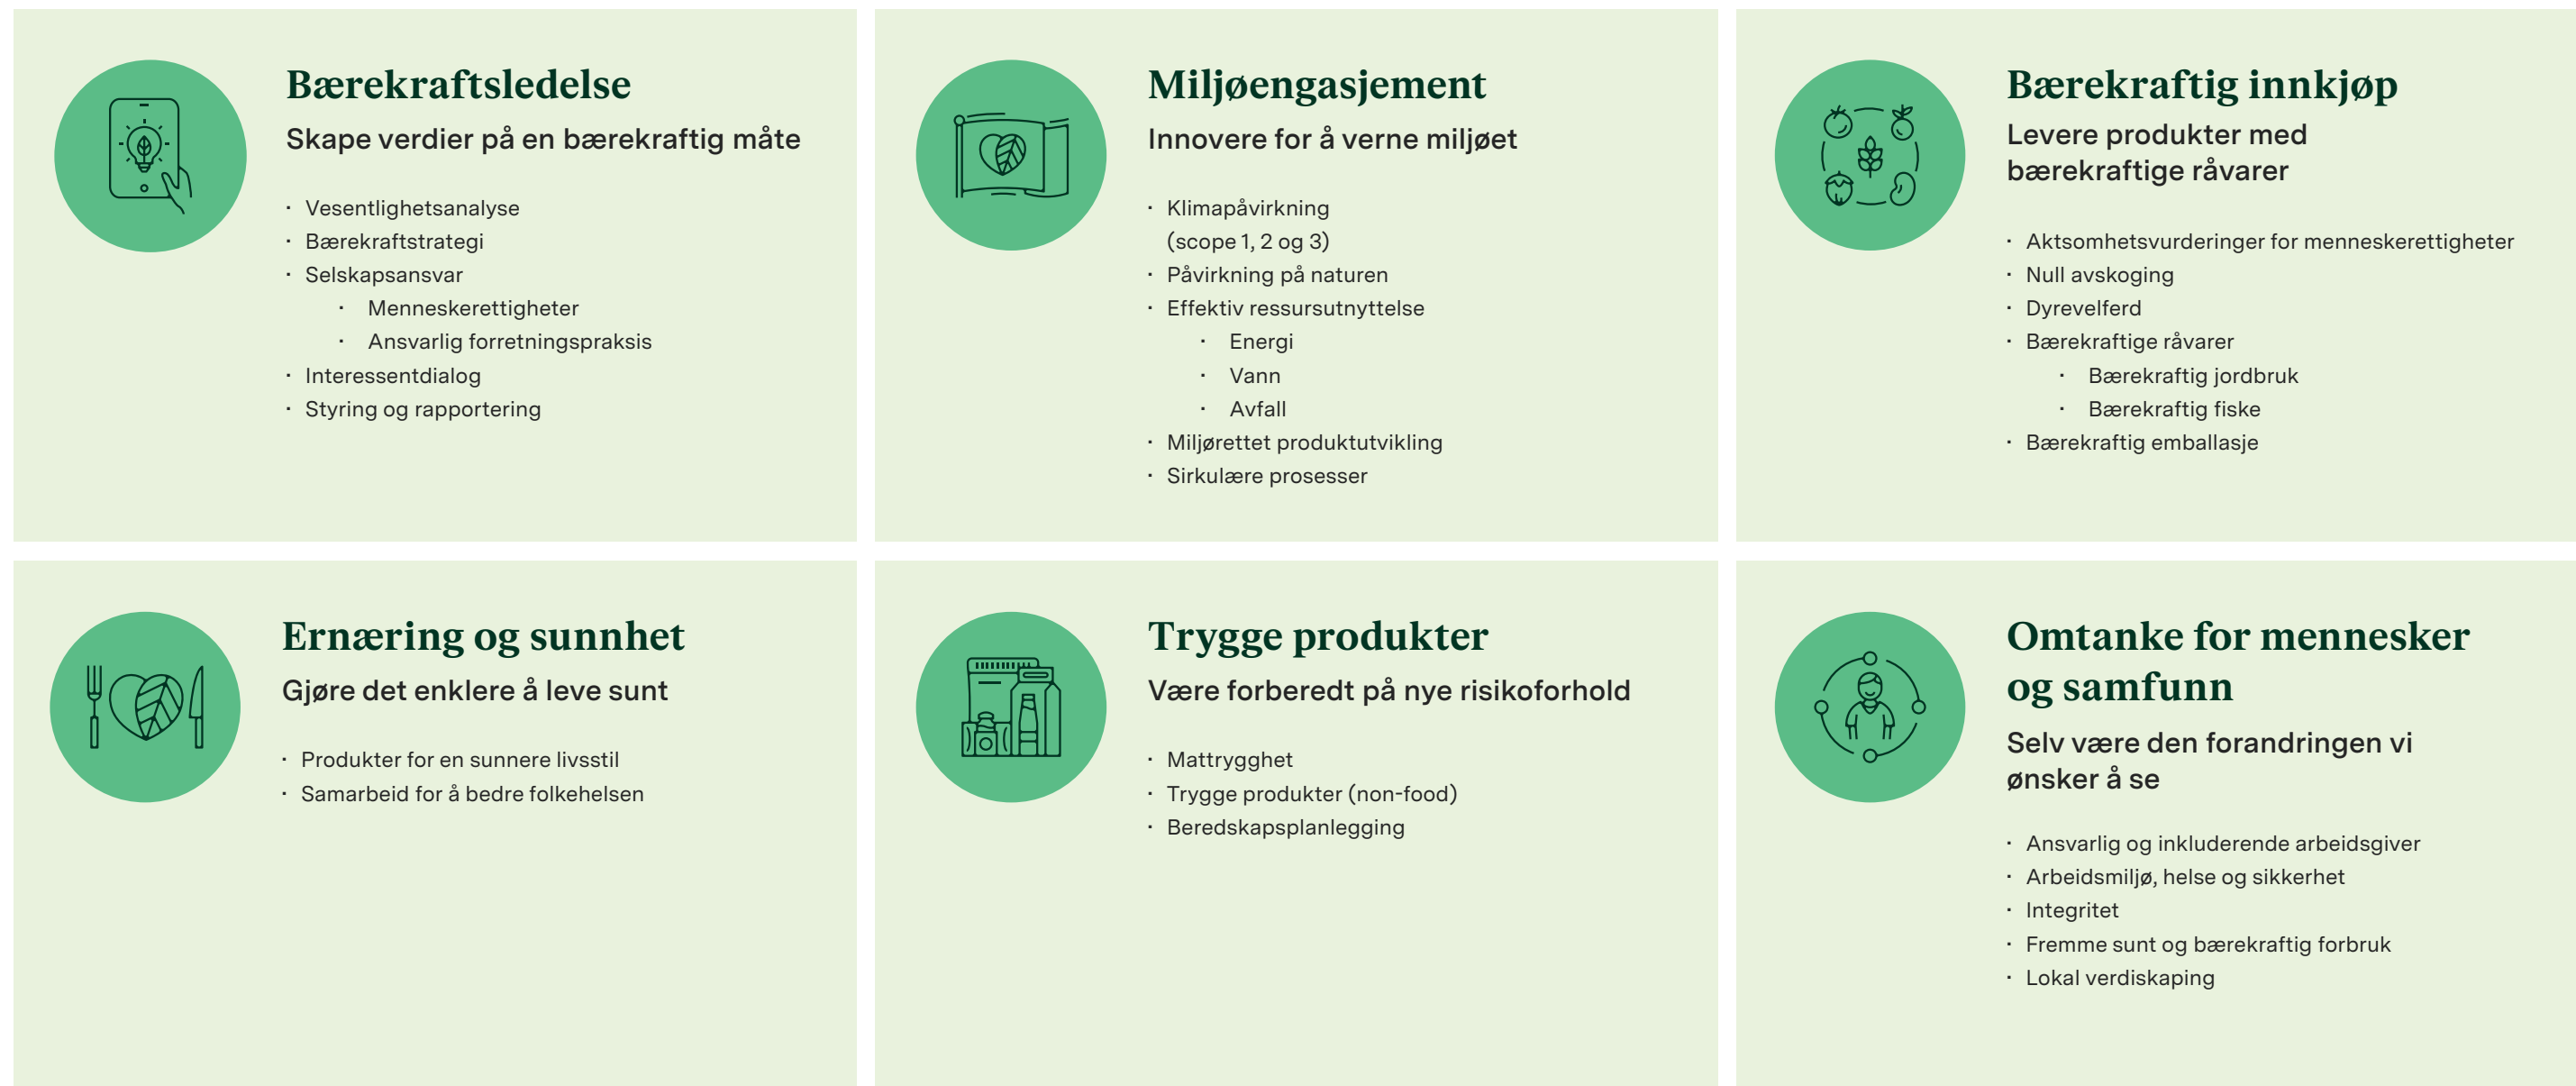 Bærekraftsledelse
Skape verdier på en bærekraftig måte
· Vesentlighetsanalyse
· Bærekraftstrategi
· Selskapsansvar
· Menneskerettigheter
· Ansvarlig forretningspraksis
· Interessentdialog
· Styring og rapportering
Miljøengasjement
Innovere for å verne miljøet
· Klimapåvirkning
(scope 1, 2 og 3)
· Påvirkning på naturen
· Effektiv ressursutnyttelse
· Energi
· Vann
· Avfall
· Miljørettet produktutvikling
· Sirkulære prosesser
Bærekraftig innkjøp
Levere produkter med
bærekraftige råvarer
· Aktsomhetsvurderinger for menneskerettigheter
· Null avskoging
· Dyrevelferd
· Bærekraftige råvarer
· Bærekraftig jordbruk
· Bærekraftig fiske
· Bærekraftig emballasje
Ernæring og sunnhet
Gjøre det enklere å leve sunt
· Produkter for en sunnere livsstil
· Samarbeid for å bedre folkehelsen
Trygge produkter
Være forberedt på nye risikoforhold
· Mattrygghet
· Trygge produkter (non-food)
· Beredskapsplanlegging
Omtanke for mennesker
og samfunn
Selv være den forandringen vi
ønsker å se
· Ansvarlig og inkluderende arbeidsgiver
· Arbeidsmiljø, helse og sikkerhet
· Integritet
· Fremme sunt og bærekraftig forbruk
· Lokal verdiskaping